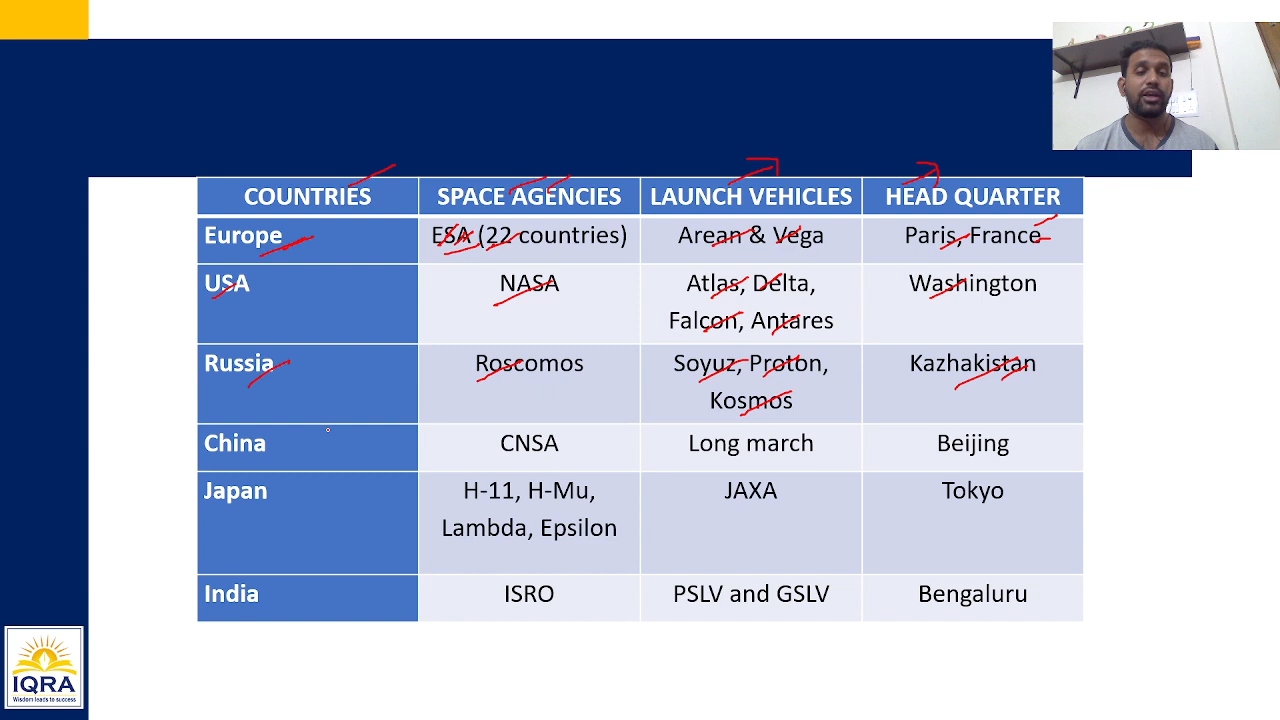 COUNTRIES SPACE AGENCIES LAUNCH VEHICLES HEAD QUARTER
Europe ESA (22 countries) Arean & Vega Paris, France
USA NASA Atlas, Delta, Washington
Falcon, Antares
Russia Roscomos Soyuz, Proton, Kazhakistan
Kosmos
China CNSA Long march Beijing
Japan H-11, H-Mu, JAXA Tokyo
Lambda, Epsilon
India ISRO PSLV and GSLV Bengaluru
IQRA
Wisdom leads to success